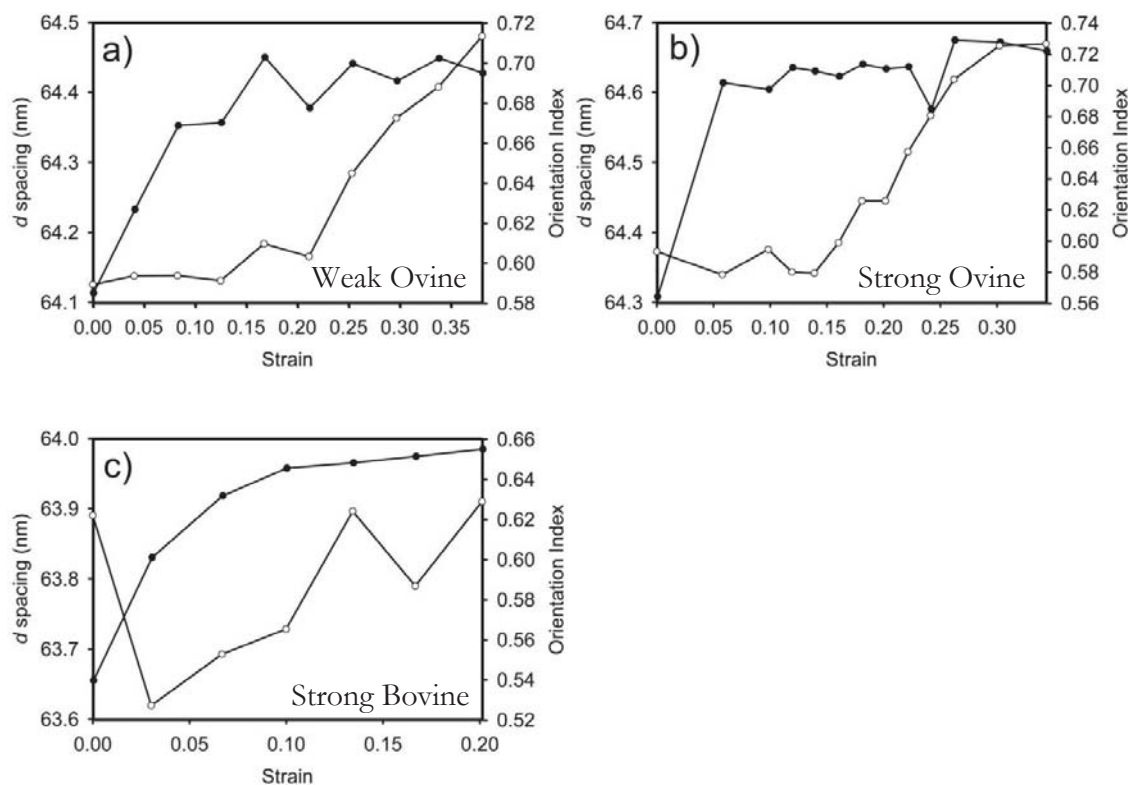 a)
Weak Ovine
d spacing (nm)
64.5
64.4
64.3
64.2
64.1
Orientation Index
0.72
0.70
0.68
0.66
0.64
0.62
0.60
0.58
0.00 0.05 0.10 0.15 0.20 0.25 0.30 0.35
Strain
b)
Strong Ovine
d spacing (nm)
64.7
64.6
64.5
64.4
64.3
Orientation Index
0.74
0.72
0.70
0.68
0.66
0.64
0.62
0.60
0.58
0.56
0.00 0.05 0.10 0.15 0.20 0.25 0.30
Strain
c)
Strong Bovine
d spacing (nm)
64.0
63.9
63.8
63.7
63.6
Orientation Index
0.66
0.64
0.62
0.60
0.58
0.56
0.54
0.52
0.00 0.05 0.10 0.15 0.20
Strain